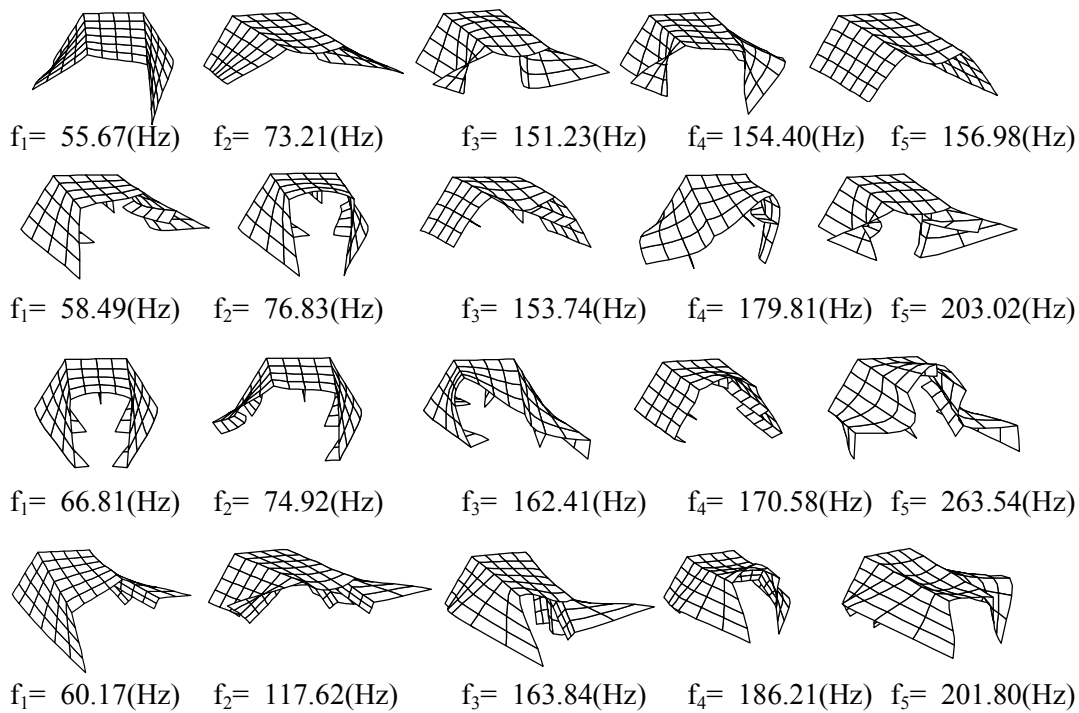 f₁= 55.67(Hz) f₂= 73.21(Hz) f₃= 151.23(Hz) f₄= 154.40(Hz) f₅= 156.98(Hz)
f₁= 58.49(Hz) f₂= 76.83(Hz) f₃= 153.74(Hz) f₄= 179.81(Hz) f₅= 203.02(Hz)
f₁= 66.81(Hz) f₂= 74.92(Hz) f₃= 162.41(Hz) f₄= 170.58(Hz) f₅= 263.54(Hz)
f₁= 60.17(Hz) f₂= 117.62(Hz) f₃= 163.84(Hz) f₄= 186.21(Hz) f₅= 201.80(Hz)